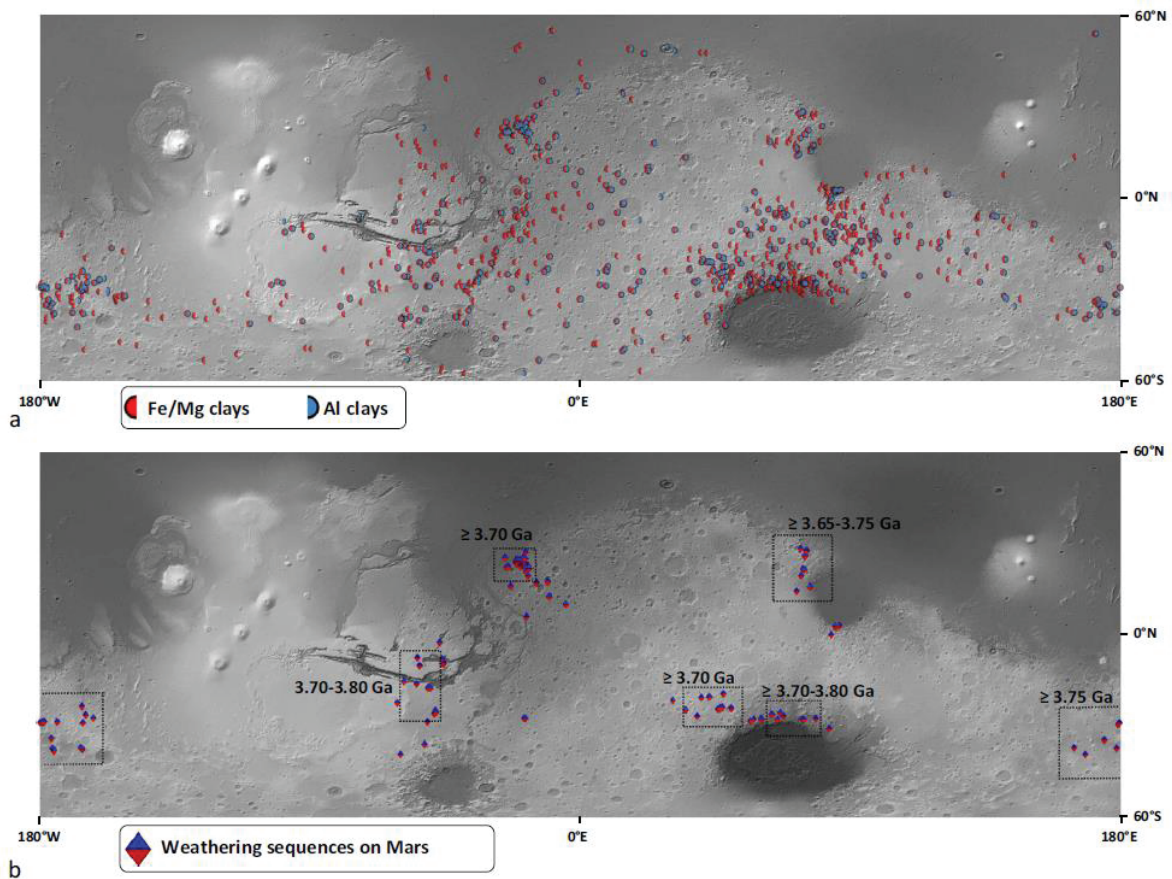 60°N
0°N
60°S
180°W
0°E
180°E
Fe/Mg clays
Al clays
a
60°N
≥ 3.65-3.75 Ga
≥ 3.70 Ga
0°N
≥ 3.70 Ga
3.70-3.80 Ga
≥ 3.70-3.80 Ga
≥ 3.75 Ga
60°S
180°W
0°E
180°E
Weathering sequences on Mars
b